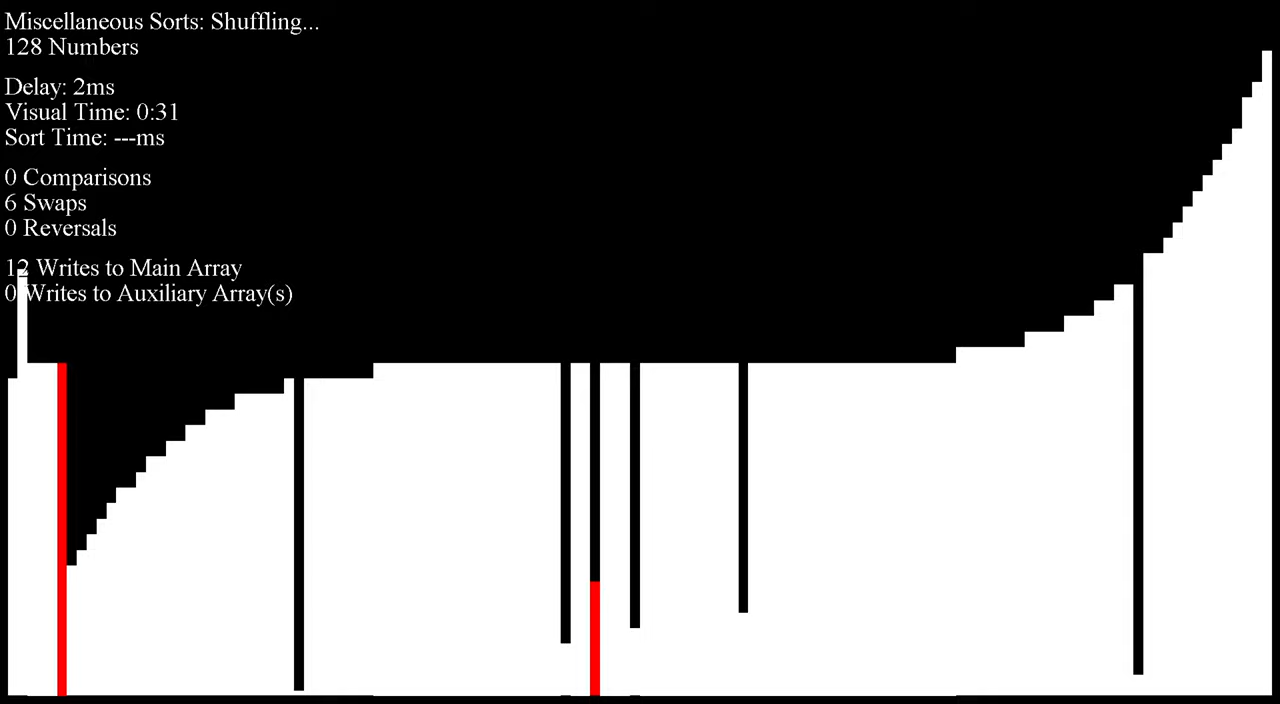 Miscellaneous Sorts: Shuffling...
128 Numbers
Delay: 2ms
Visual Time: 0:31
Sort Time: ---ms
0 Comparisons
6 Swaps
0 Reversals
12 Writes to Main Array
0 Writes to Auxiliary Array(s)